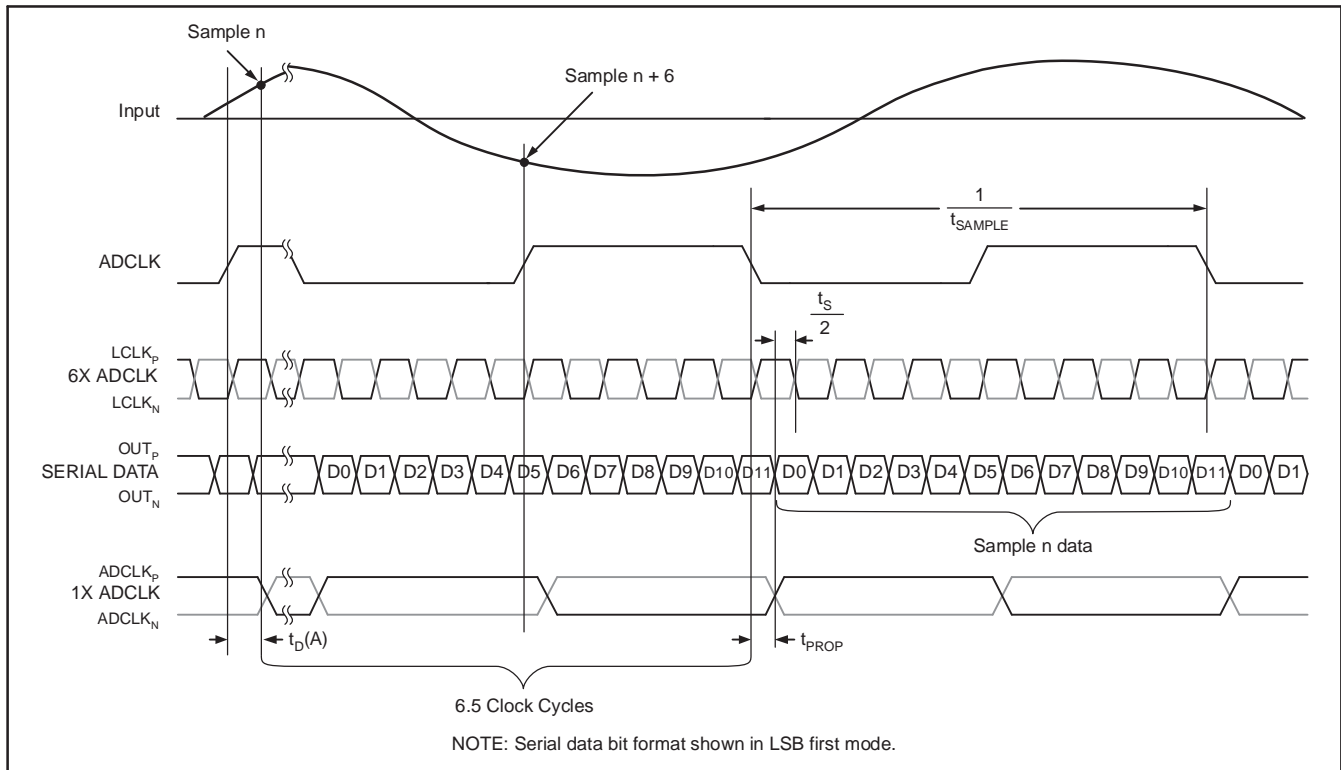 Sample n
Sample n + 6
Input
1
tSAMPLE
ADCLK
tS
2
LCLKP
6X ADCLK
LCLKN
OUTP
SERIAL DATA
OUTN
D0 D1 D2 D3 D4 D5 D6 D7 D8 D9 D10 D11 D0 D1 D2 D3 D4 D5 D6 D7 D8 D9 D10 D11 D0 D1
Sample n data
ADCLKP
1X ADCLK
ADCLKN
tD(A)
tPROP
6.5 Clock Cycles
NOTE: Serial data bit format shown in LSB first mode.